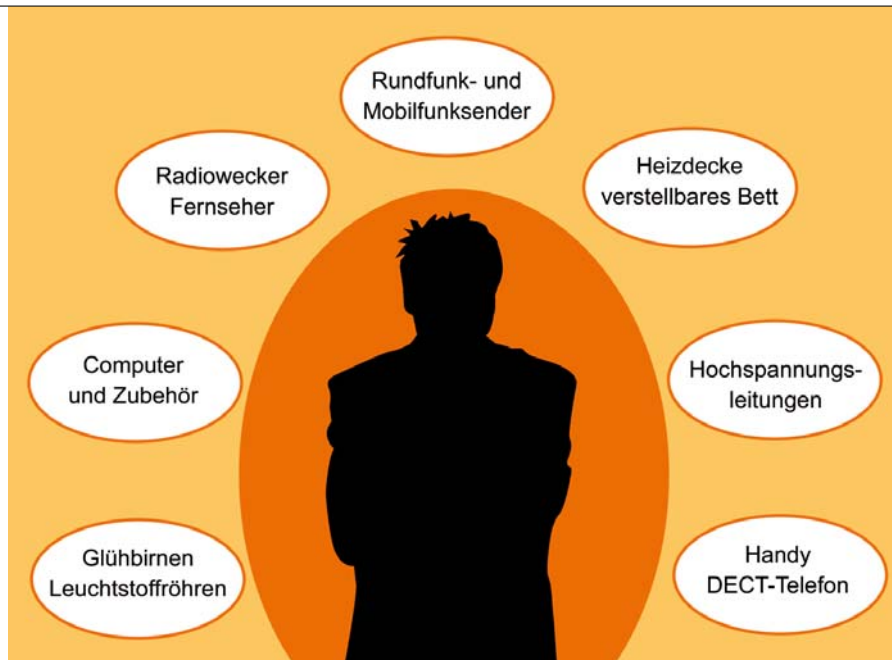 Rundfunk- und
Mobilfunksender
Radiowecker
Fernseher
Heizdecke
verstellbares Bett
Computer
und Zubehör
Hochspannungs-
leitungen
Glühbirnen
Leuchtstoffröhren
Handy
DECT-Telefon